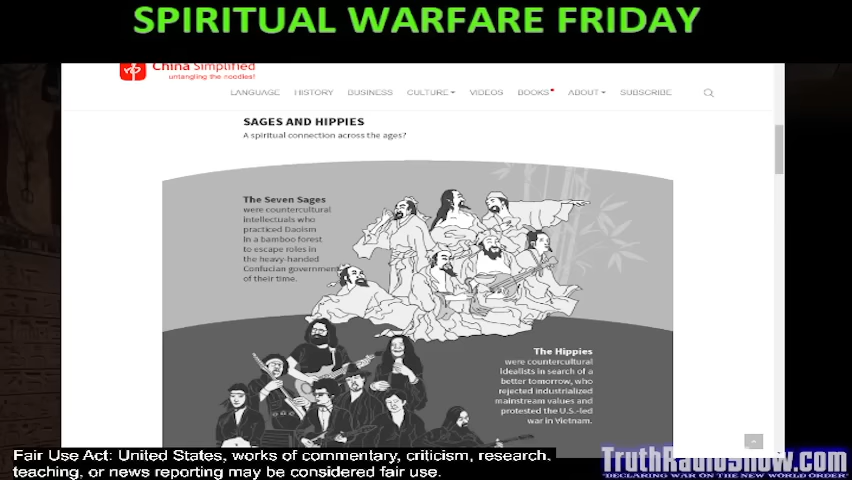 SPIRITUAL WARFARE FRIDAY
China Simplified
untangling the noodles!
LANGUAGE HISTORY BUSINESS CULTURE VIDEOS BOOKS ABOUT SUBSCRIBE
SAGES AND HIPPIES
A spiritual connection across the ages?
The Seven Sages
were countercultural
intellectuals who
practiced Daoism
in a bamboo forest
to escape roles in
the heavy-handed
Confucian government
of their time.
The Hippies
were countercultural
idealists in search of a
better tomorrow, who
rejected industrialized
mainstream values and
protested the U.S.-led
war in Vietnam.
Fair Use Act: United States, works of commentary, criticism, research,
teaching, or news reporting may be considered fair use.
TruthRadioShow.com
"DECLARING WAR ON THE NEW WORLD ORDER"